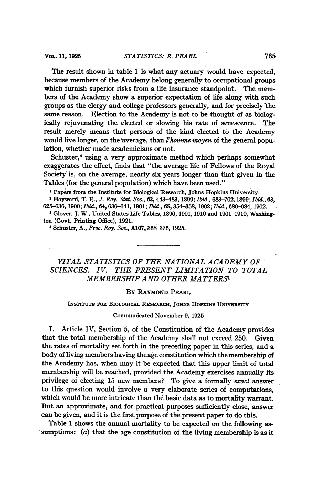 VOL. 11, 1925 STATISTICS: R. PEARL 765
The result shown in table 1 is what any actuary would have expected,
because members of the Academy belong generally to occupational groups
which furnish superior risks from a life insurance standpoint. The mem-
bers of the Academy show a superior expectation of life along with such
groups as the clergy and college professors generally, and for precisely the
same reason. Election to the Academy is not to be thought of as biolog-
ically rejuvenating the elected or slowing his rate of senescence. The
result merely means that persons of the kind elected to the Academy
would live longer, on the average, than l'homme moyen of the general popu-
lation, whether made academicians or not.
Schuster,⁴ using a very approximate method which perhaps somewhat
exaggerates the effect, finds that "the average life of Fellows of the Royal
Society is, on the average, nearly six years longer than that given in the
Tables (for the general population) which have been used."
¹ Papers from the Institute for Biological Research, Johns Hopkins University.
² Hayward, T. E., J. Roy. Stat. Soc., 62, 443-483, 1899; Ibid., 683-702, 1899; Ibid., 63,
625-636, 1900; Ibid., 64, 636-641, 1901; Ibid., 65, 354-358, 1902; Ibid., 680-684, 1902.
³ Glover, J. W., United States Life Tables, 1890, 1901, 1910 and 1901-1910, Washing-
ton (Govt. Printing Office), 1921.
⁴ Schuster, A., Proc. Roy. Soc., A107, 368-376, 1925.
VITAL STATISTICS OF THE NATIONAL ACADEMY OF
SCIENCES. IV. THE PRESENT LIMITATION TO TOTAL
MEMBERSHIP AND OTHER MATTERS¹
BY RAYMOND PEARL
INSTITUTE FOR BIOLOGICAL RESEARCH, JOHNS HOPKINS UNIVERSITY
Communicated November 9, 1925
1. Article IV, Section 5, of the Constitution of the Academy provides
that the total membership of the Academy shall not exceed 250. Given
the rates of mortality set forth in the preceding paper in this series, and a
body of living members having the age constitution which the membership of
the Academy has, when may it be expected that this upper limit of total
membership will be reached, provided the Academy exercises annually its
privilege of electing 15 new members? To give a formally exact answer
to this question would involve a very elaborate series of computations,
which would be more intricate than the basic data as to mortality warrant.
But an approximate, and for practical purposes sufficiently close, answer
can be given, and it is the first purpose of the present paper to do this.
Table 1 shows the annual mortality to be expected on the following as-
sumptions: (a) that the age constitution of the living membership is as it